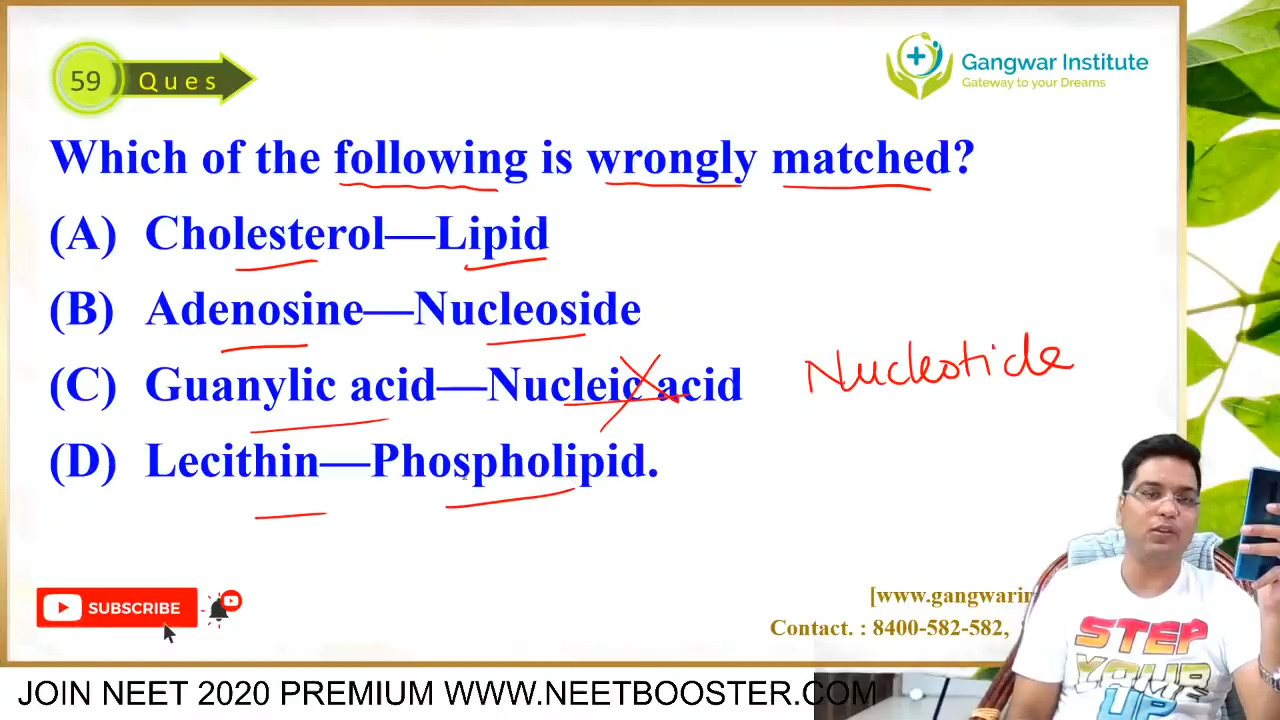 59 Ques
Gangwar Institute
Gateway to your Dreams
Which of the following is wrongly matched?
(A) Cholesterol—Lipid
(B) Adenosine—Nucleoside
(C) Guanylic acid—Nucleic acid Nucleotide
(D) Lecithin—Phospholipid.
SUBSCRIBE
Contact. : 8400-582-582,
STEP
YOUR
UP
JOIN NEET 2020 PREMIUM WWW.NEETBOOSTER.COM